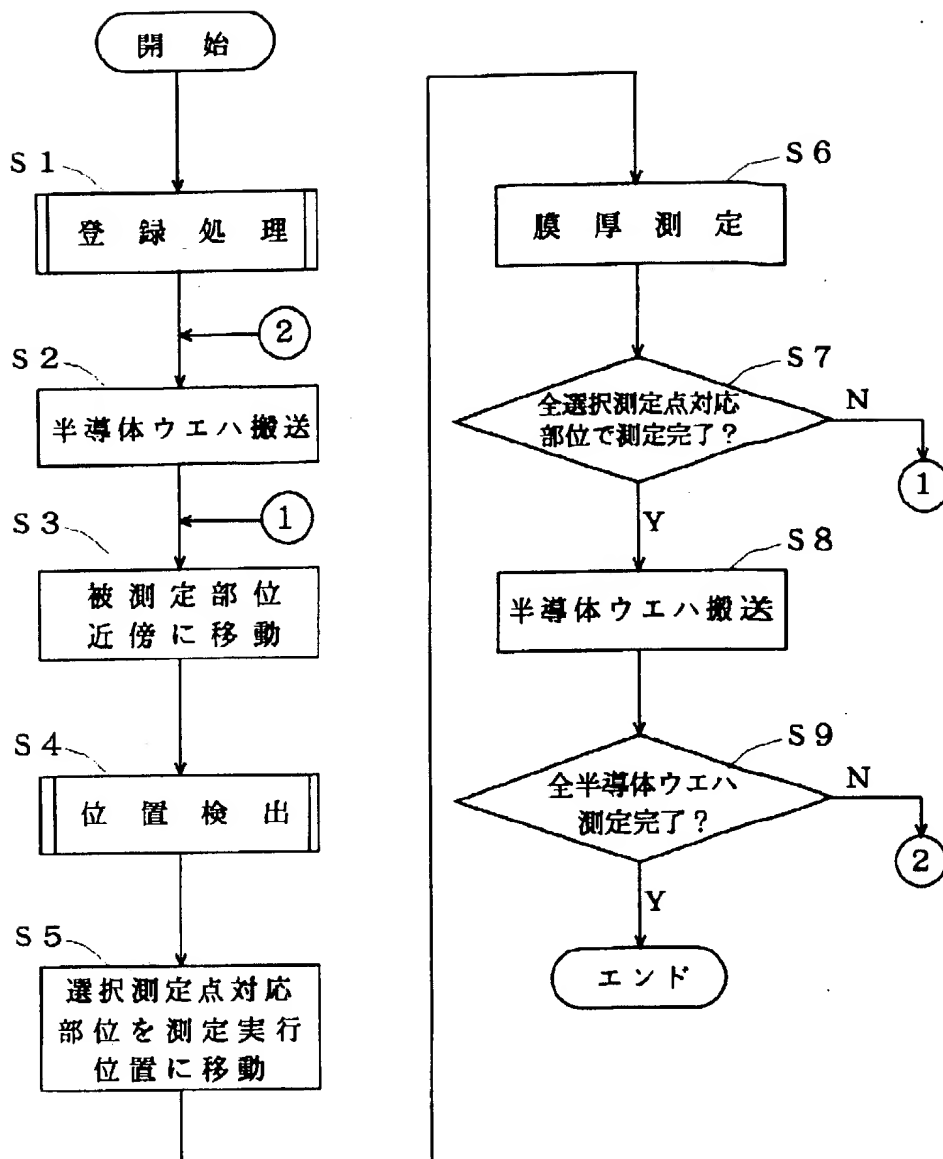 開始
S1
登録処理
②
S2
半導体ウエハ搬送
①
S3
被測定部位
近傍に移動
S4
位置検出
S5
選択測定点対応
部位を測定実行
位置に移動
S6
膜厚測定
S7
全選択測定点対応
部位で測定完了?
N
①
Y
S8
半導体ウエハ搬送
S9
全半導体ウエハ
測定完了?
N
②
Y
エンド